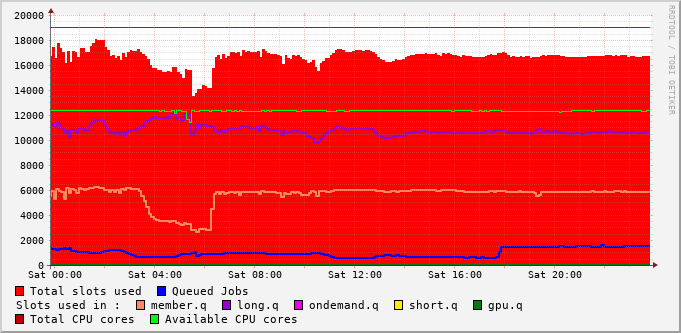 20000
18000
16000
14000
12000
10000
8000
6000
4000
2000
0
Sat 00:00 Sat 04:00 Sat 08:00 Sat 12:00 Sat 16:00 Sat 20:00
RRDTOOL / TOBI OETIKER
Total slots used Queued Jobs
Slots used in : member.q long.q ondemand.q short.q gpu.q
Total CPU cores Available CPU cores